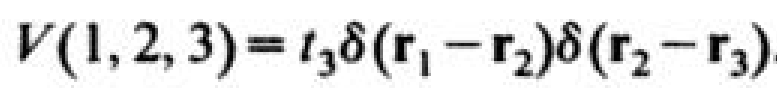 V(1, 2, 3) = t₃δ(r₁ − r₂)δ(r₂ − r₃).